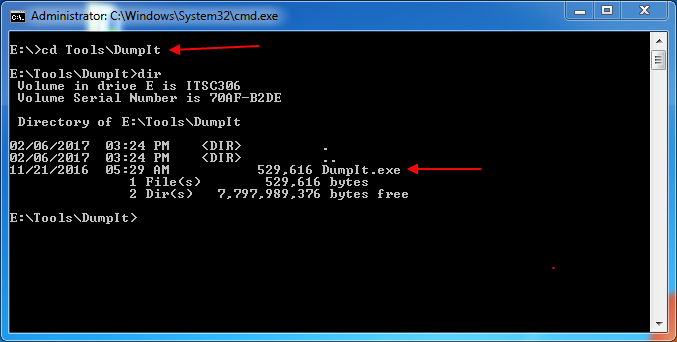 Administrator: C:\Windows\System32\cmd.exe
E:\>cd Tools\DumpIt
E:\Tools\DumpIt>dir
 Volume in drive E is ITSC306
 Volume Serial Number is 70AF-B2DE
 Directory of E:\Tools\DumpIt
02/06/2017  03:24 PM    <DIR>          .
02/06/2017  03:24 PM    <DIR>          ..
11/21/2016  05:29 AM           529,616 DumpIt.exe
               1 File(s)        529,616 bytes
               2 Dir(s)   7,797,989,376 bytes free
E:\Tools\DumpIt>